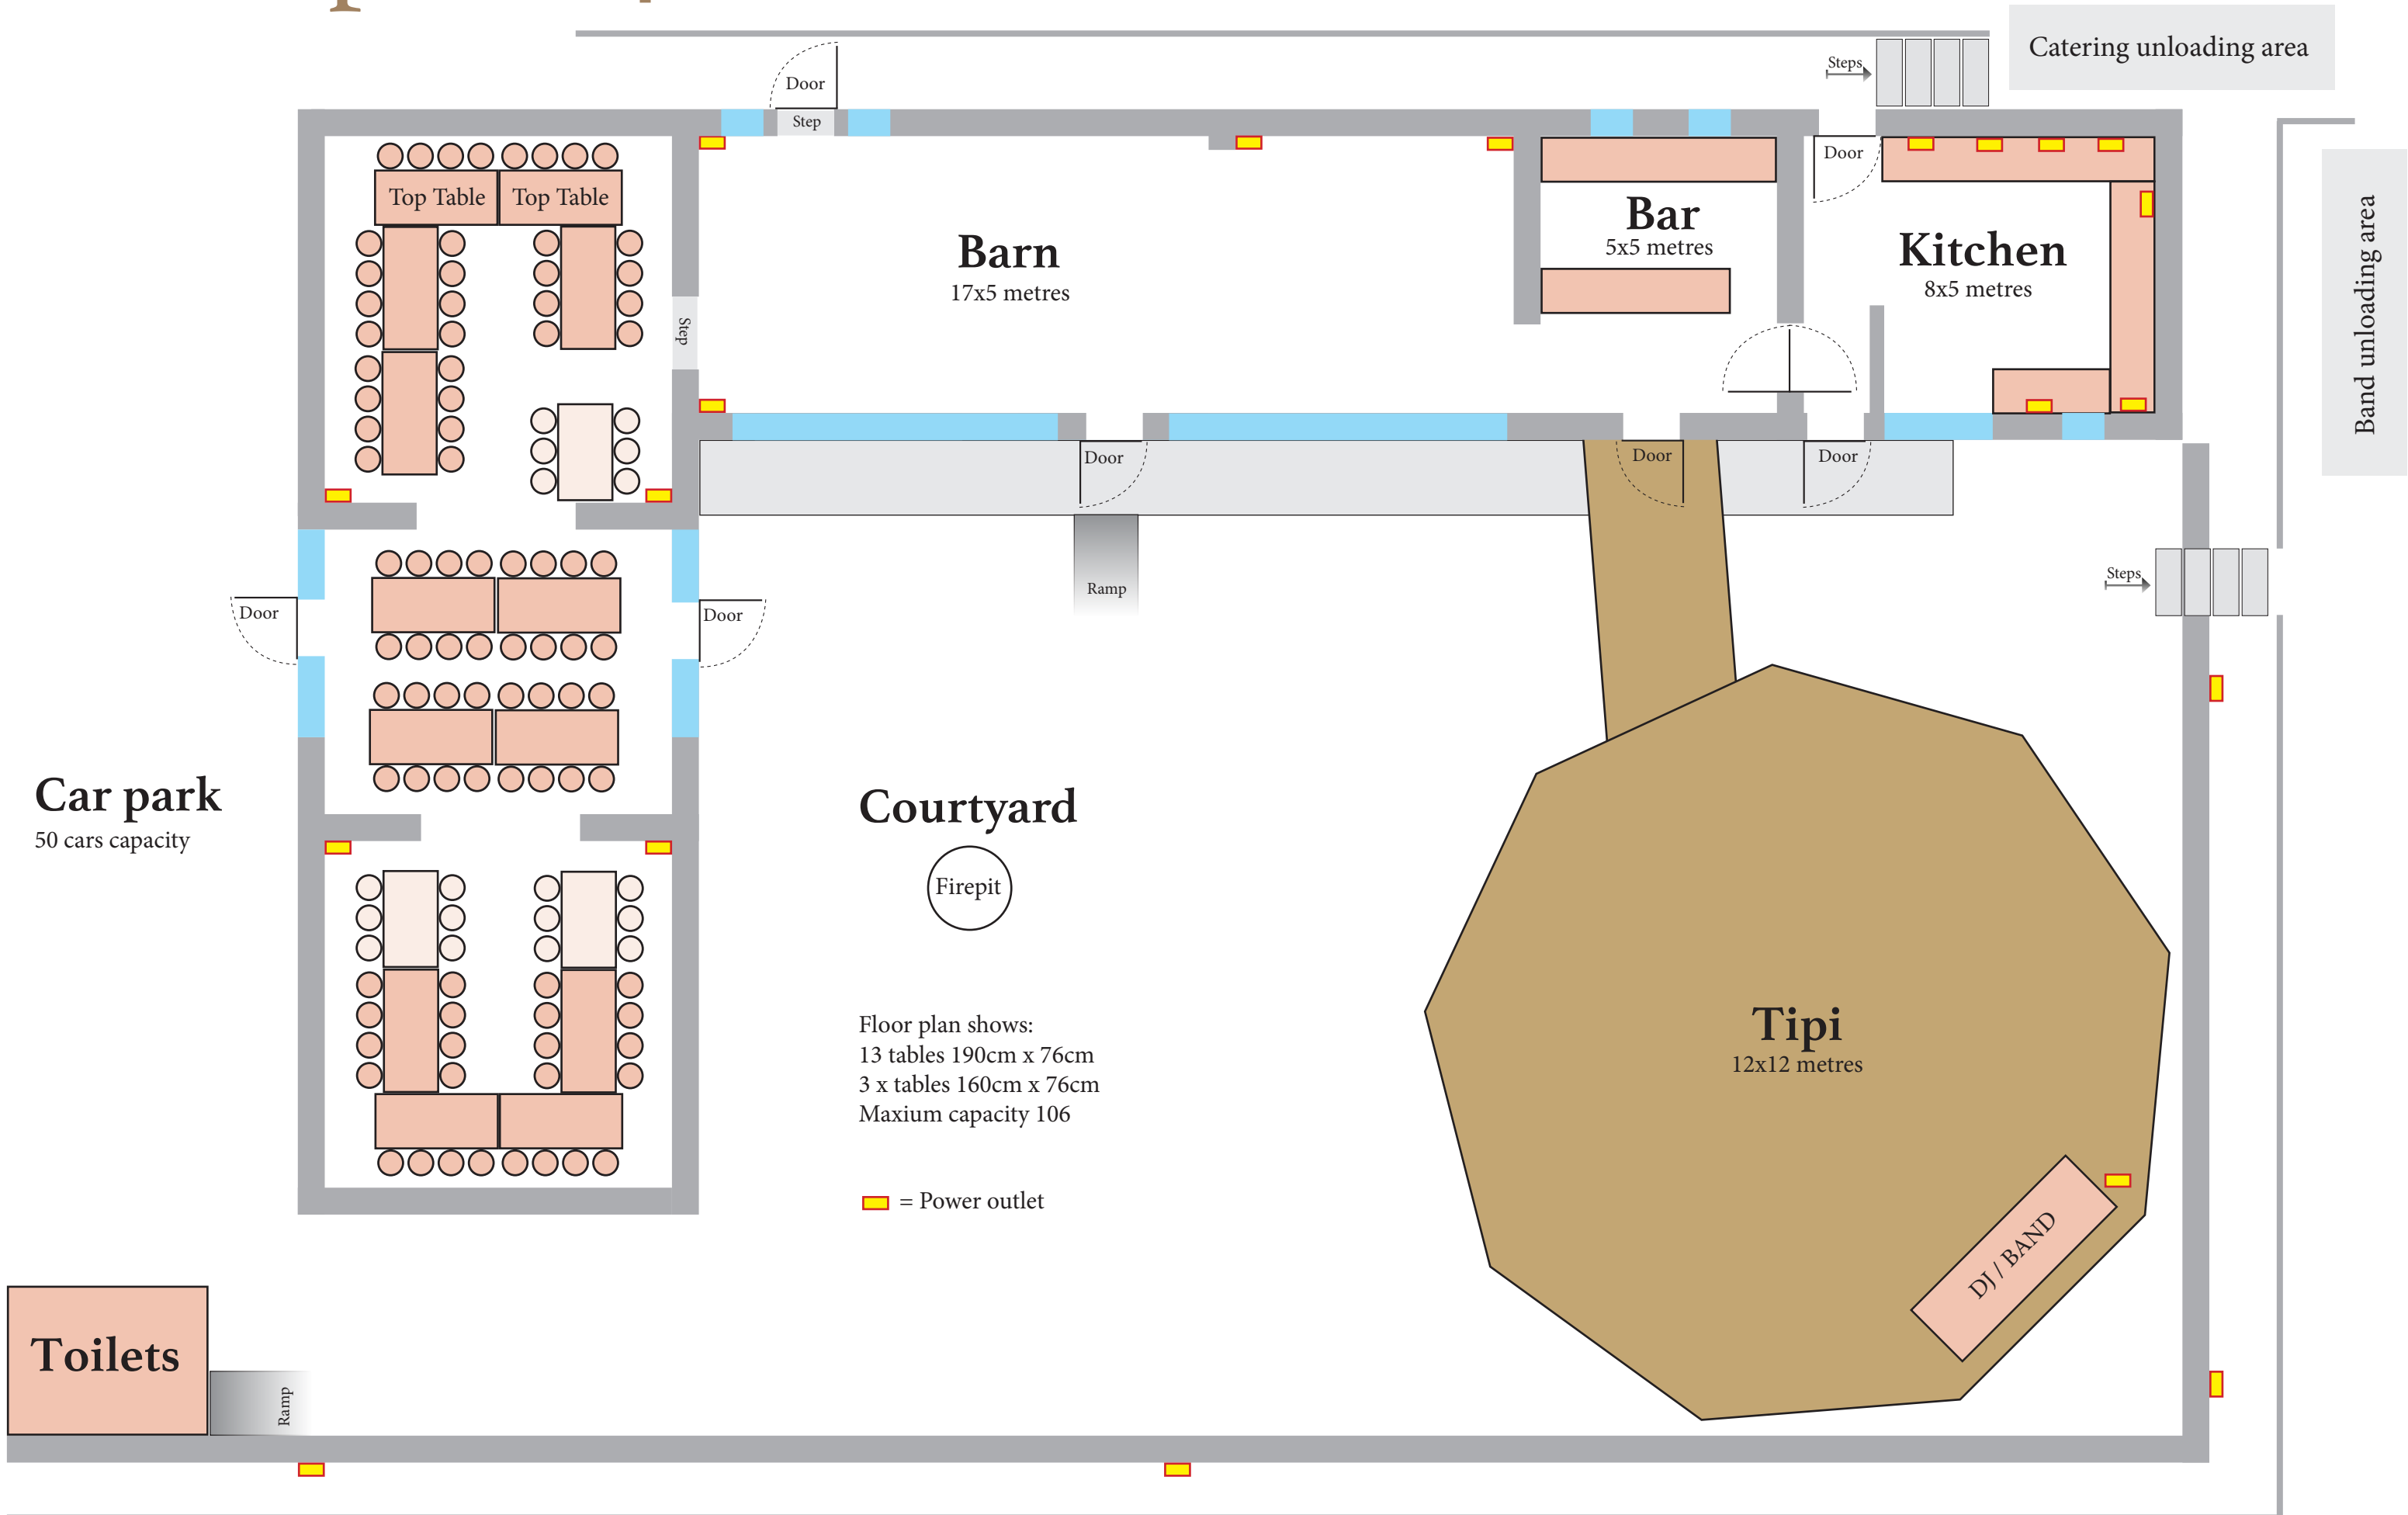 Catering unloading area
Steps
Door
Step
Door
Top Table
Top Table
Bar
5x5 metres
Barn
17x5 metres
Kitchen
8x5 metres
Band unloading area
Step
Door
Door
Door
Steps
Ramp
Door
Door
Car park
50 cars capacity
Courtyard
Firepit
Floor plan shows:
13 tables 190cm x 76cm
3 x tables 160cm x 76cm
Maxium capacity 106
= Power outlet
Tipi
12x12 metres
DJ / BAND
Toilets
Ramp